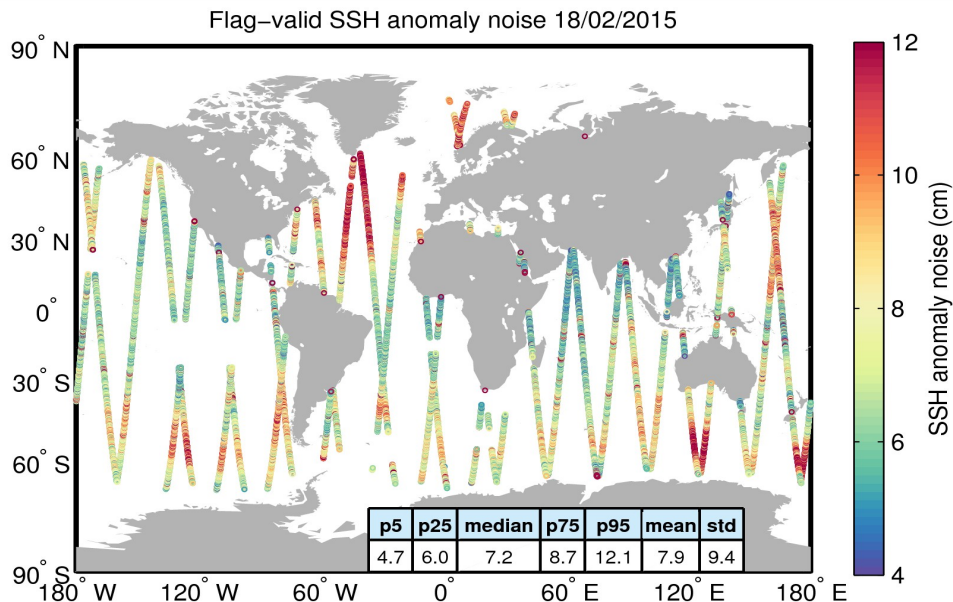 Flag−valid SSH anomaly noise 18/02/2015
90° N
60° N
30° N
0°
30° S
60° S
90° S
180° W
120° W
60° W
0°
60° E
120° E
180° E
p5 p25 median p75 p95 mean std
4.7 6.0 7.2 8.7 12.1 7.9 9.4
12
10
8
6
4
SSH anomaly noise (cm)